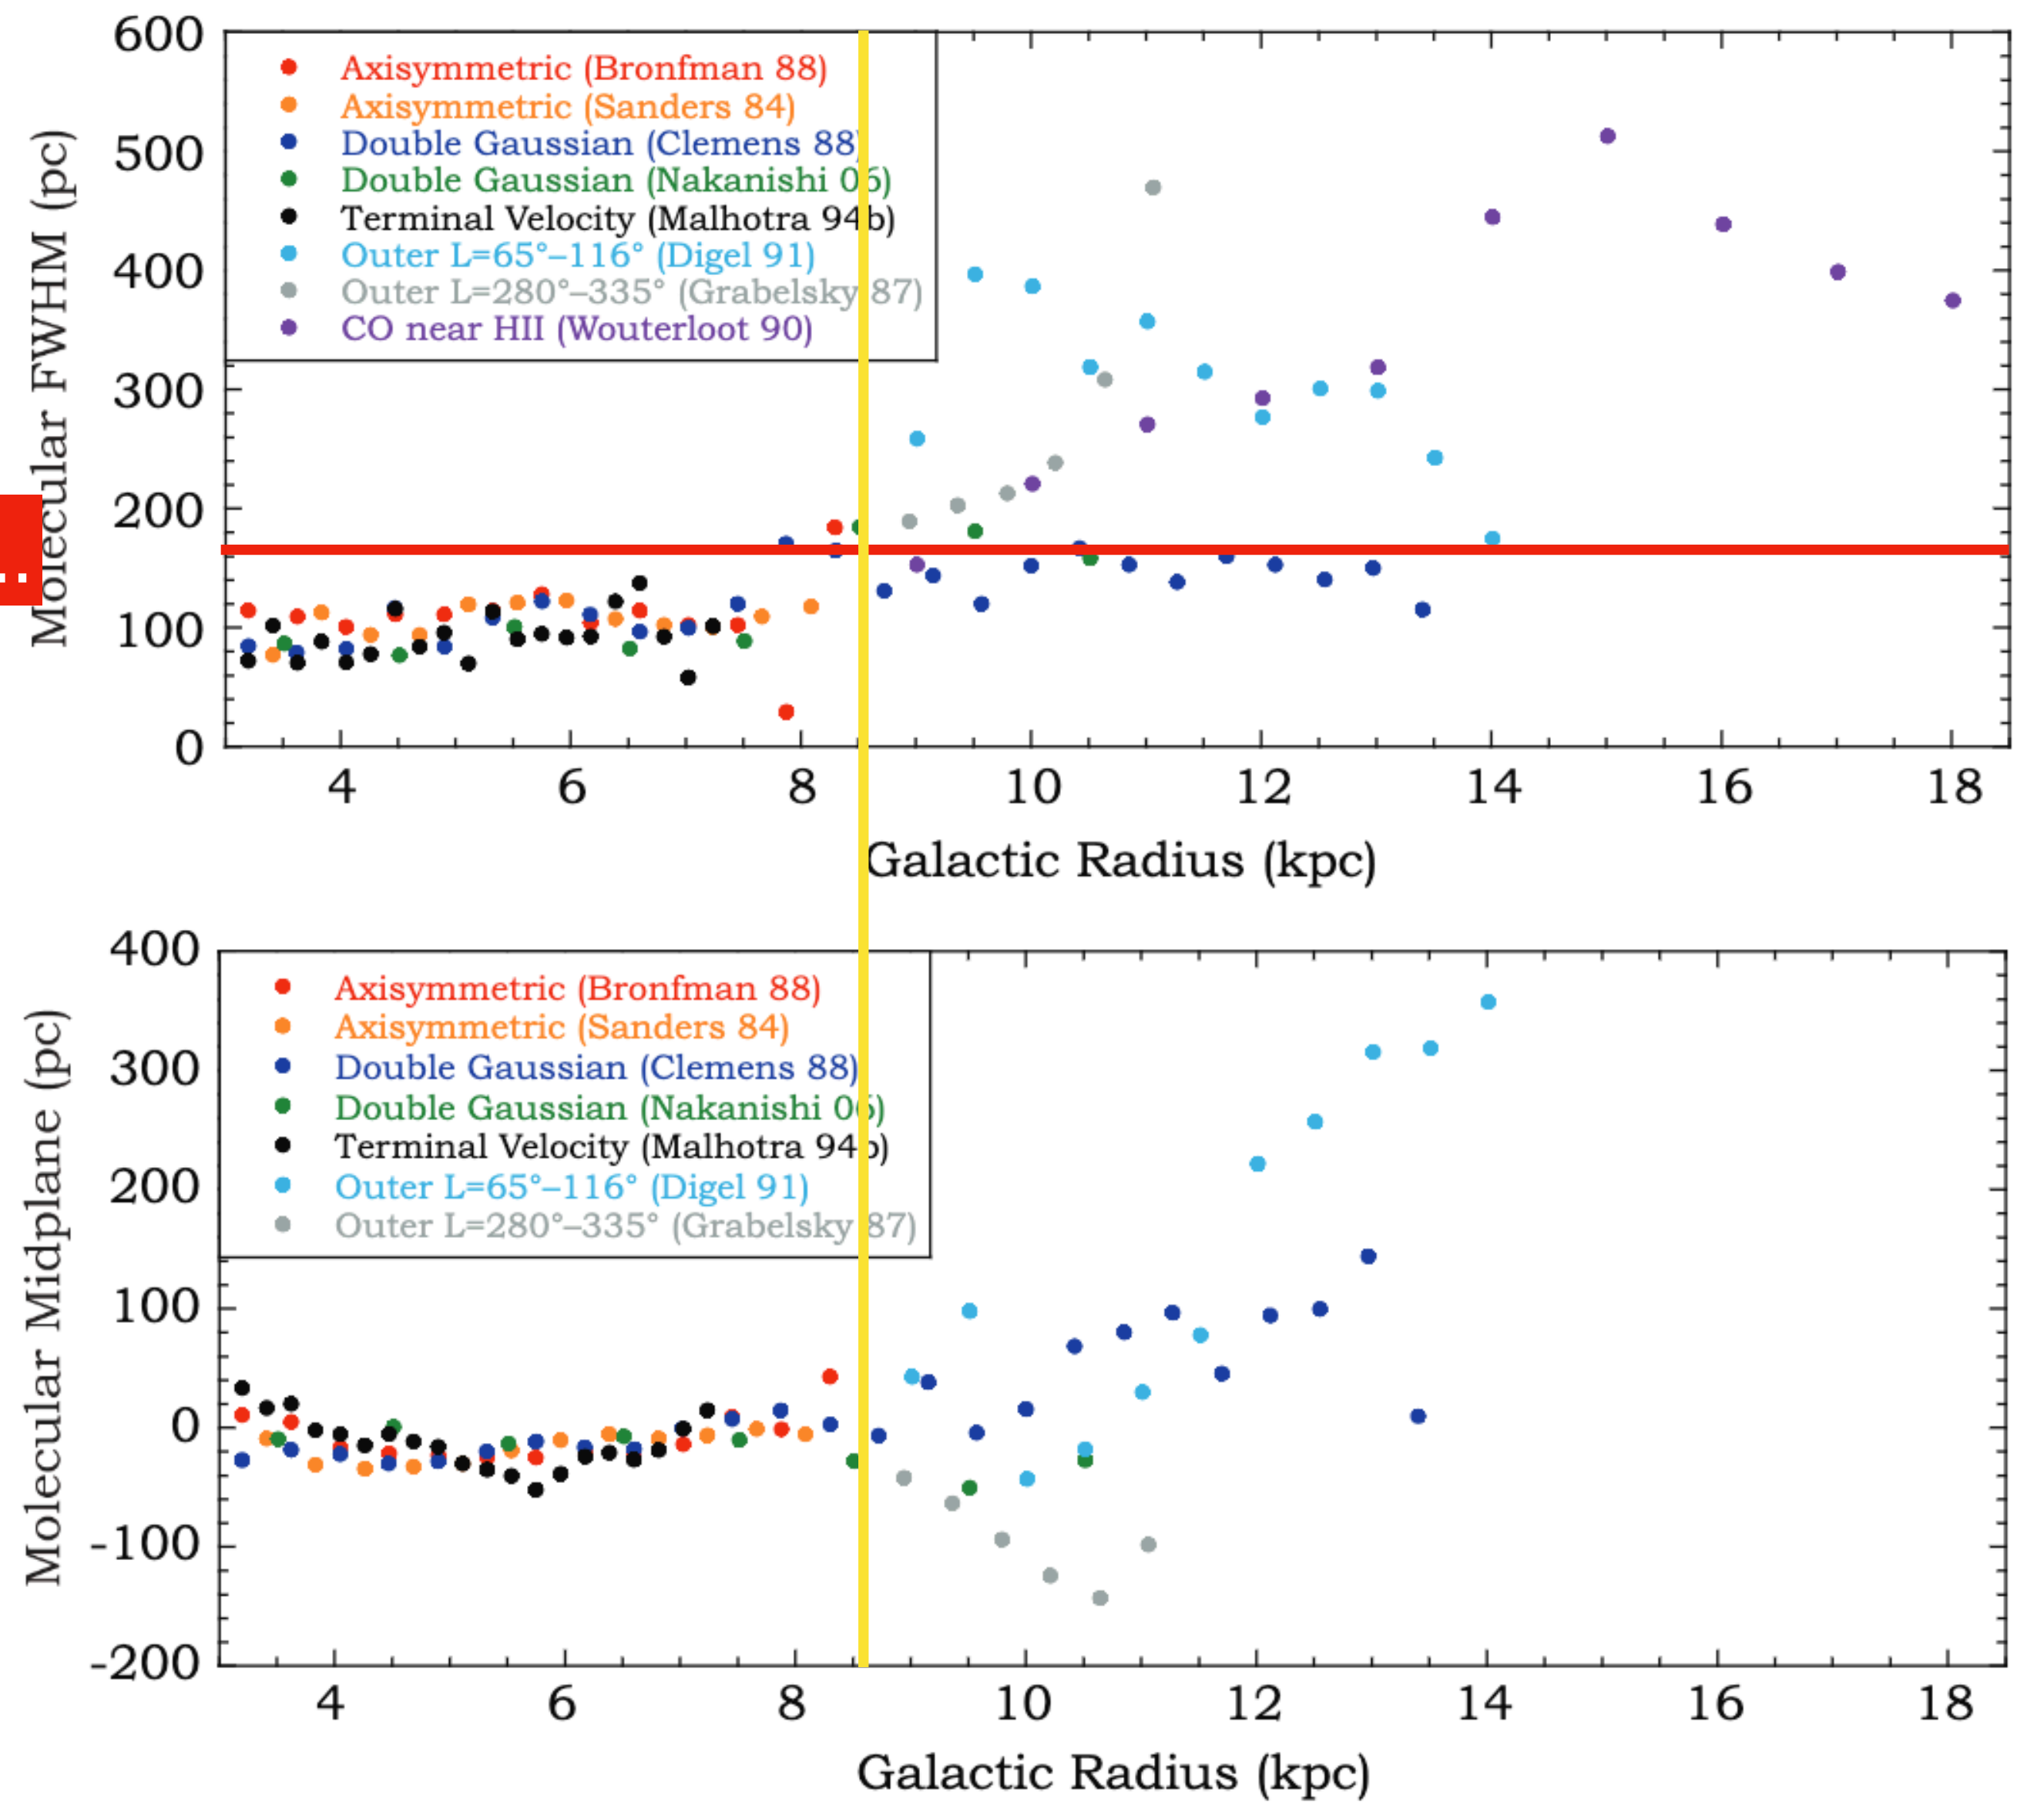 600
500
400
300
200
100
0
Molecular FWHM (pc)
Axisymmetric (Bronfman 88)
Axisymmetric (Sanders 84)
Double Gaussian (Clemens 88)
Double Gaussian (Nakanishi 06)
Terminal Velocity (Malhotra 94b)
Outer L=65°–116° (Digel 91)
Outer L=280°–335° (Grabelsky 87)
CO near HII (Wouterloot 90)
4 6 8 10 12 14 16 18
Galactic Radius (kpc)
400
300
200
100
0
-100
-200
Molecular Midplane (pc)
Axisymmetric (Bronfman 88)
Axisymmetric (Sanders 84)
Double Gaussian (Clemens 88)
Double Gaussian (Nakanishi 06)
Terminal Velocity (Malhotra 94b)
Outer L=65°–116° (Digel 91)
Outer L=280°–335° (Grabelsky 87)
4 6 8 10 12 14 16 18
Galactic Radius (kpc)